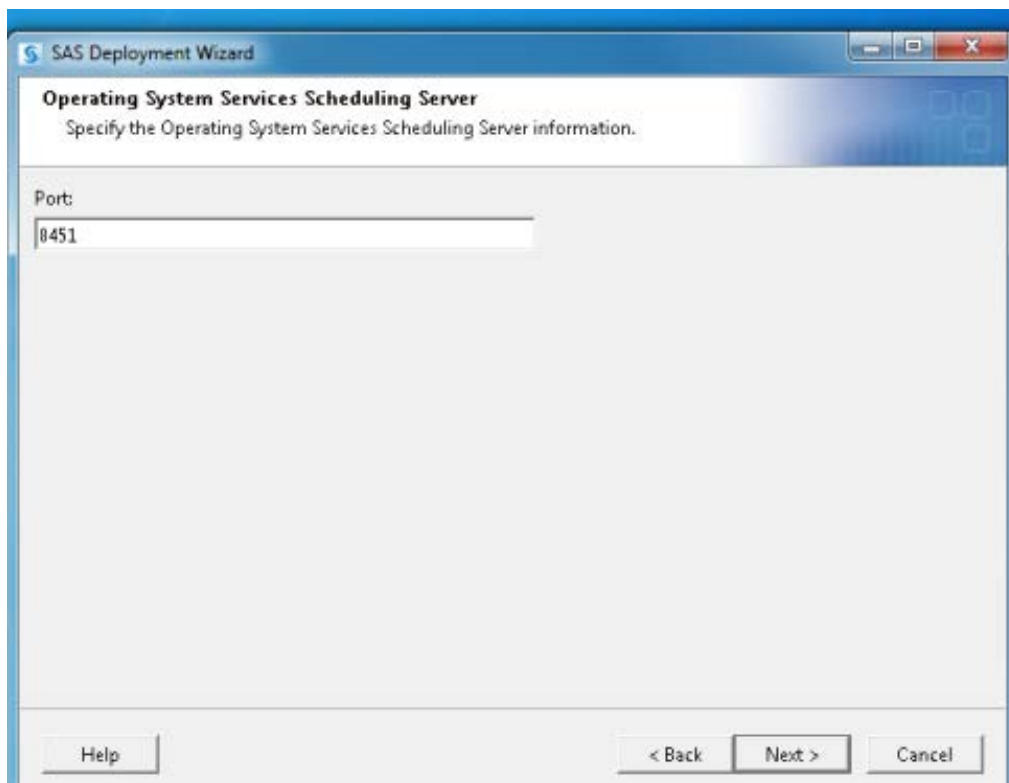 SAS Deployment Wizard
Operating System Services Scheduling Server
Specify the Operating System Services Scheduling Server information.
Port:
8451
Help
< Back
Next >
Cancel